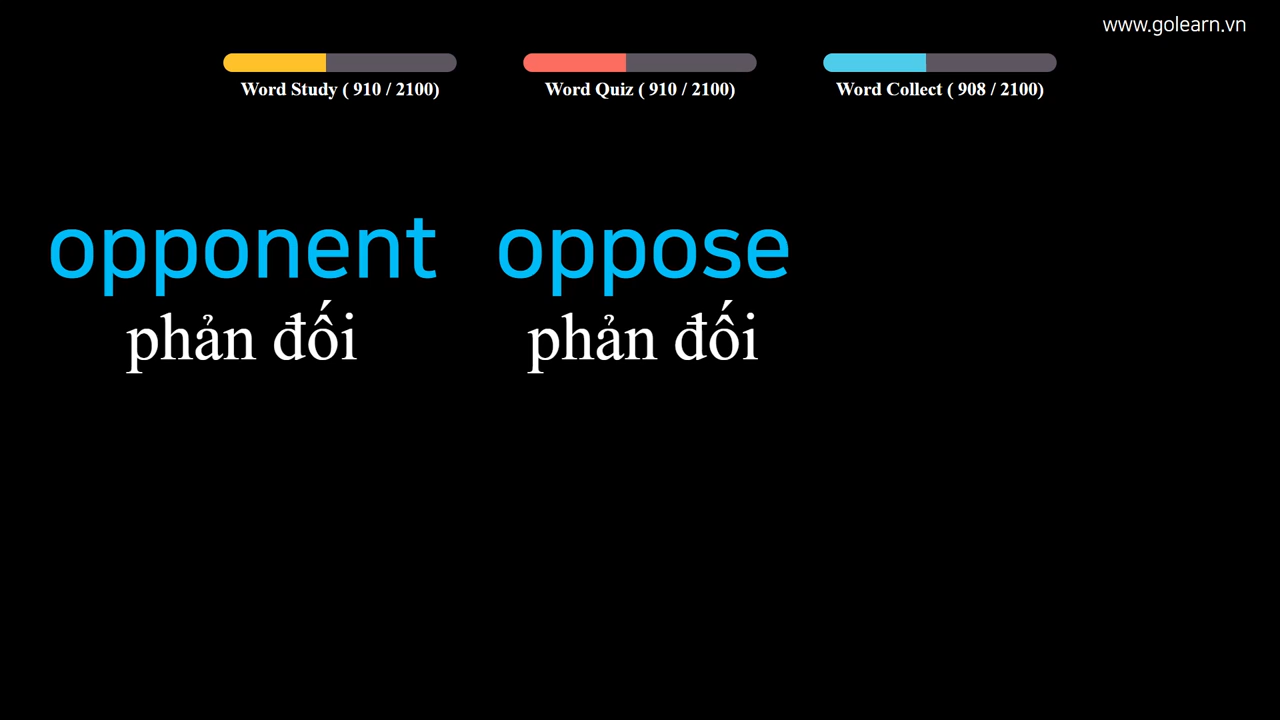 www.golearn.vn
Word Study ( 910 / 2100) Word Quiz ( 910 / 2100) Word Collect ( 908 / 2100)
opponent oppose
phản đối phản đối